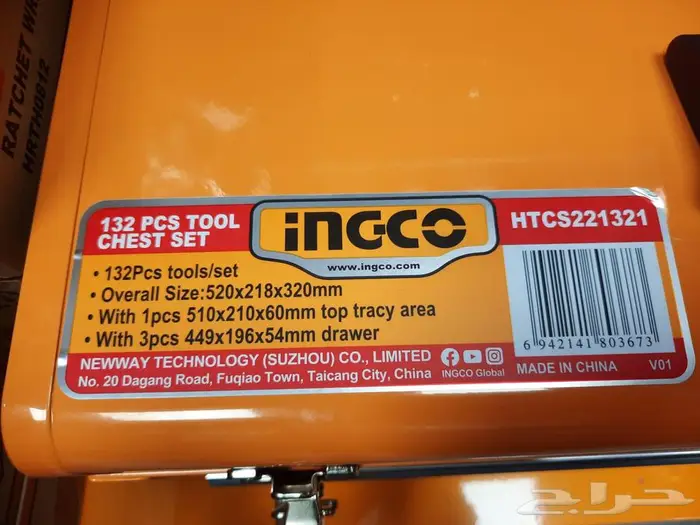 RATCHET WR
HRTH0812
132 PCS TOOL
CHEST SET
INGCO
www.ingco.com
HTCS221321
• 132Pcs tools/set
• Overall Size:520x218x320mm
• With 1pcs 510x210x60mm top tracy area
• With 3pcs 449x196x54mm drawer
6 942141 803673
NEWWAY TECHNOLOGY (SUZHOU) CO., LIMITED
No. 20 Dagang Road, Fuqiao Town, Taicang City, China
INGCO Global
MADE IN CHINA
V01
حراج